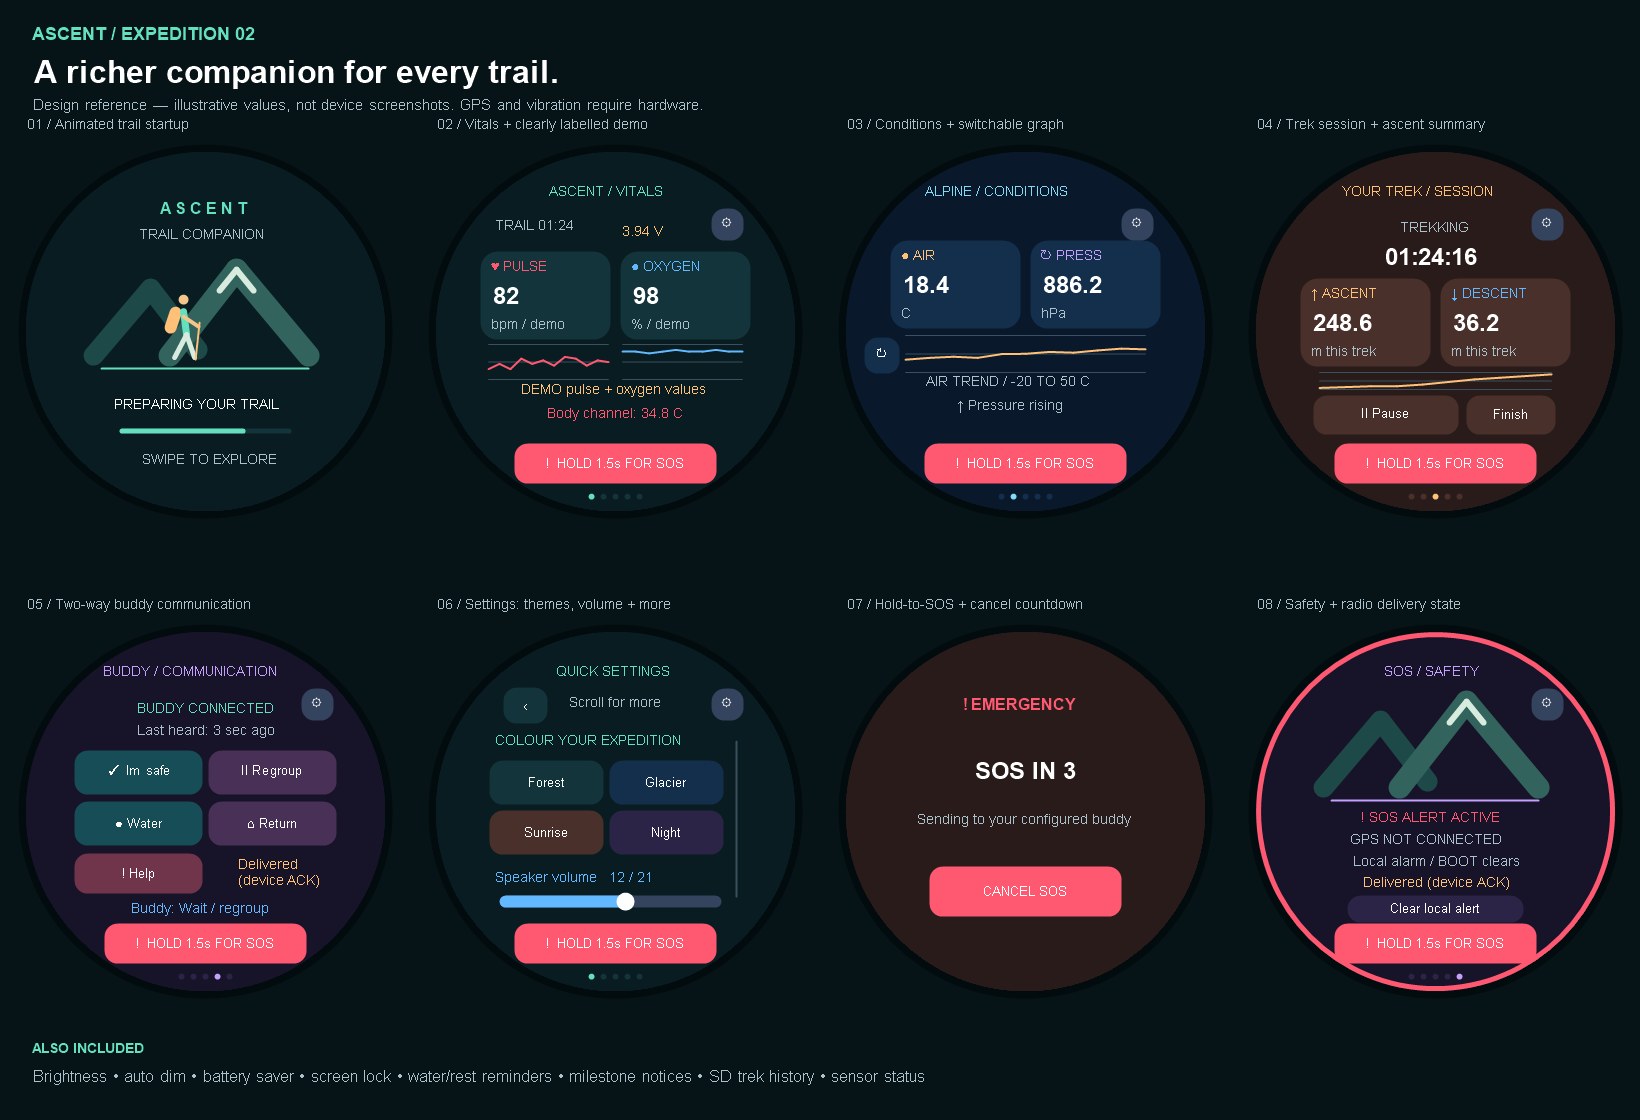 ASCENT / EXPEDITION 02
A richer companion for every trail.
Design reference — illustrative values, not device screenshots. GPS and vibration require hardware.
01 / Animated trail startup
ASCENT
TRAIL COMPANION
PREPARING YOUR TRAIL
SWIPE TO EXPLORE
02 / Vitals + clearly labelled demo
ASCENT / VITALS
TRAIL 01:24
3.94 V
⚙
♥ PULSE
82
bpm / demo
OXYGEN
98
% / demo
DEMO pulse + oxygen values
Body channel: 34.8 C
! HOLD 1.5s FOR SOS
03 / Conditions + switchable graph
ALPINE / CONDITIONS
⚙
AIR
18.4
C
↻ PRESS
886.2
hPa
↻
AIR TREND / -20 TO 50 C
↑ Pressure rising
! HOLD 1.5s FOR SOS
04 / Trek session + ascent summary
YOUR TREK / SESSION
TREKKING
⚙
01:24:16
↑ ASCENT
248.6
m this trek
↓ DESCENT
36.2
m this trek
II Pause
Finish
! HOLD 1.5s FOR SOS
05 / Two-way buddy communication
BUDDY / COMMUNICATION
BUDDY CONNECTED
⚙
Last heard: 3 sec ago
✓ Im safe
II Regroup
● Water
⌂ Return
! Help
Delivered
(device ACK)
Buddy: Wait / regroup
! HOLD 1.5s FOR SOS
06 / Settings: themes, volume + more
QUICK SETTINGS
‹
Scroll for more
⚙
COLOUR YOUR EXPEDITION
Forest
Glacier
Sunrise
Night
Speaker volume 12 / 21
! HOLD 1.5s FOR SOS
07 / Hold-to-SOS + cancel countdown
! EMERGENCY
SOS IN 3
Sending to your configured buddy
CANCEL SOS
08 / Safety + radio delivery state
SOS / SAFETY
⚙
! SOS ALERT ACTIVE
GPS NOT CONNECTED
Local alarm / BOOT clears
Delivered (device ACK)
Clear local alert
! HOLD 1.5s FOR SOS
ALSO INCLUDED
Brightness • auto dim • battery saver • screen lock • water/rest reminders • milestone notices • SD trek history • sensor status